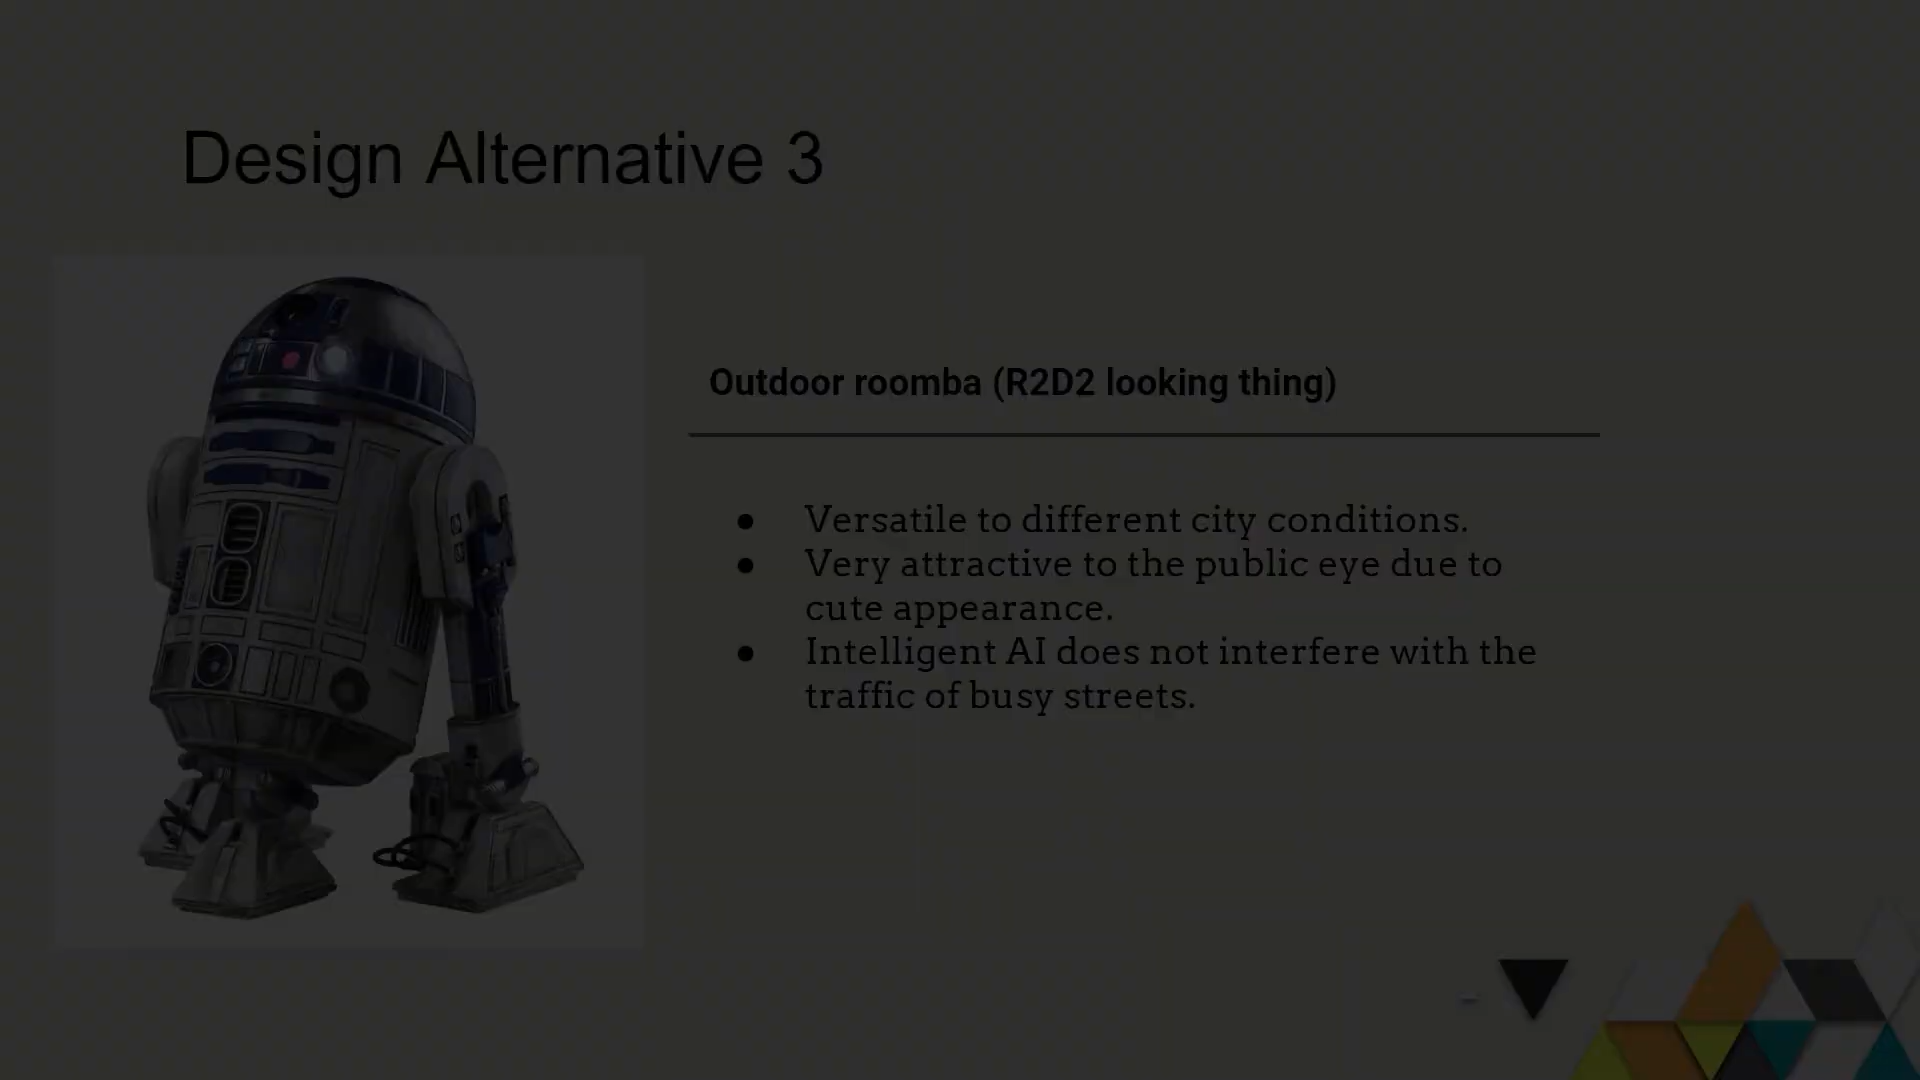 Design Alternative 3
Outdoor roomba (R2D2 looking thing)
● Versatile to different city conditions.
● Very attractive to the public eye due to
cute appearance.
● Intelligent AI does not interfere with the
traffic of busy streets.